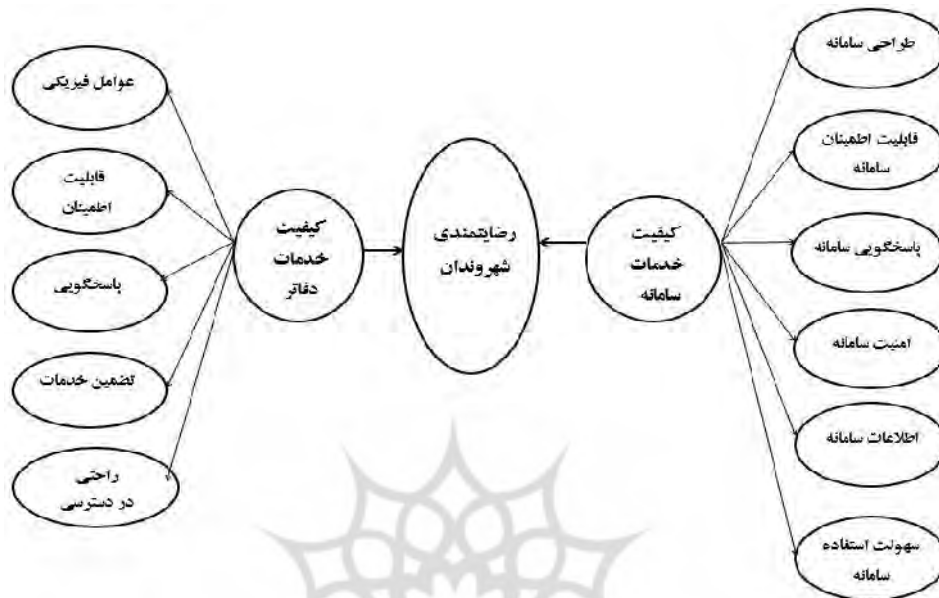 طراحی سامانه
قابلیت اطمینان
سامانه
پاسخگویی سامانه
امنیت سامانه
اطلاعات سامانه
سهولت استفاده
سامانه
کیفیت
خدمات
سامانه
رضایتمندی
شهروندان
کیفیت
خدمات
دفاتر
عوامل فیزیکی
قابلیت
اطمینان
پاسخگویی
تضمین خدمات
راحتی
در دسترسی